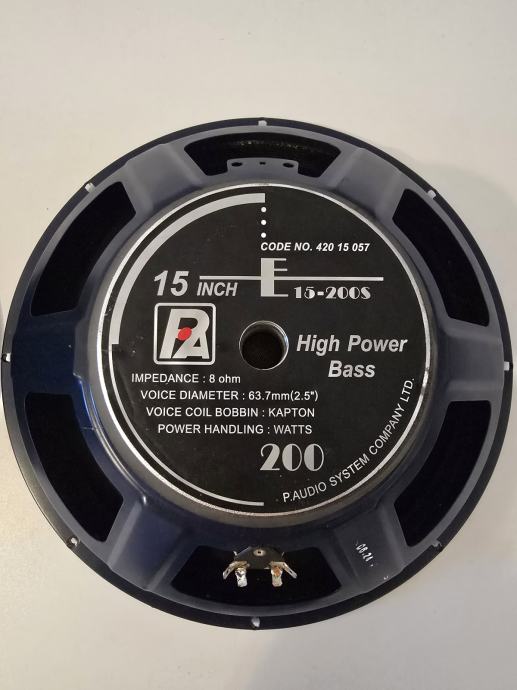 CODE NO. 420 15 057
15 INCH E 15-200S
PA
High Power
Bass
IMPEDANCE : 8 ohm
VOICE DIAMETER : 63.7mm(2.5")
VOICE COIL BOBBIN : KAPTON
POWER HANDLING : WATTS
200
P.AUDIO SYSTEM COMPANY LTD.